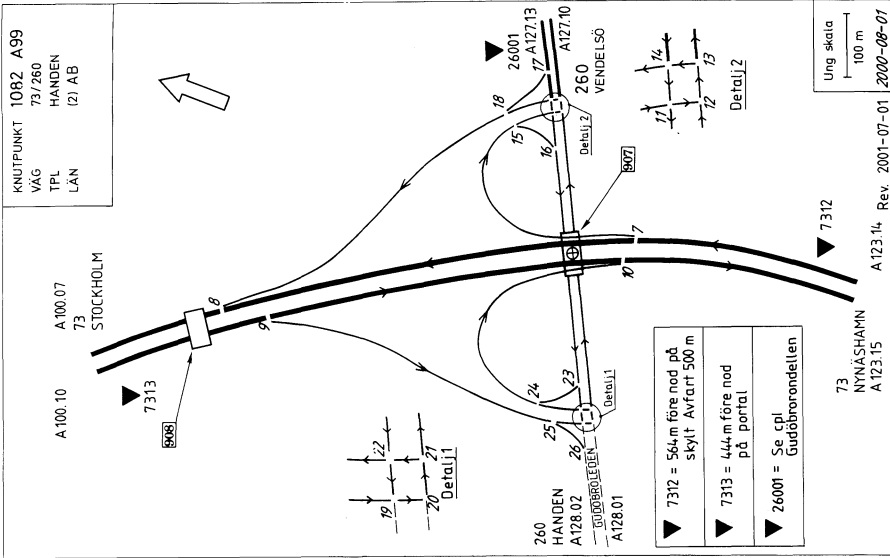 KNUTPUNKT 1082 A99
VÄG 73/260
TPL HANDEN
LÄN (2) AB
A100.07
73
STOCKHOLM
A100.10
7313
908
8
9
18
17
26001
A127.13
A127.10
260
VENDELSÖ
15
16
Detalj 2
907
11
14
12
13
Detalj 2
7
10
7312
19
22
20
21
Detalj 1
24
23
25
26
Detalj 1
260
HANDEN
A128.02
GUDÖBROLEDEN
A128.01
7312 = 564m före nod på
skylt Avfart 500 m
7313 = 444m före nod
på portal
26001 = Se cpl
Gudöbrorondellen
73
NYNÄSHAMN
A123.15
A123.14
Ung skala
100 m
Rev. 2001-07-01
2000-08-01